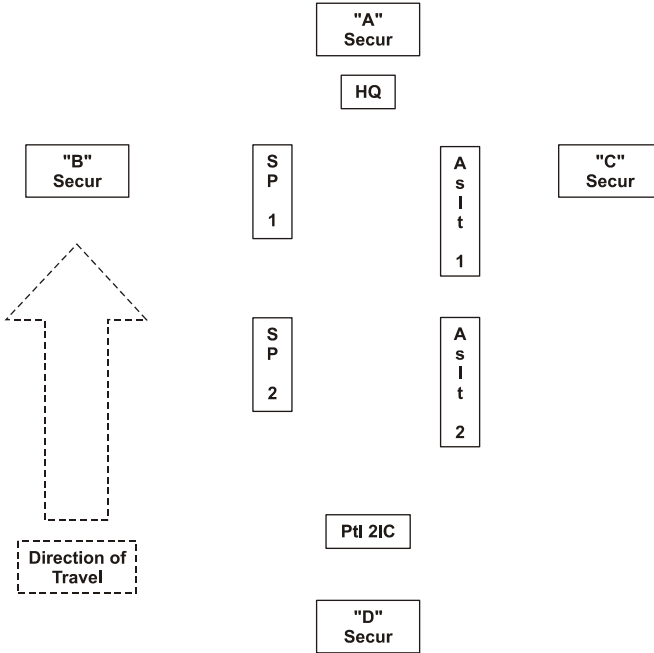 "A"
Secur
HQ
"B"
Secur
S
P
1
A
s
l
t
1
"C"
Secur
S
P
2
A
s
l
t
2
Ptl 2IC
Direction of
Travel
"D"
Secur